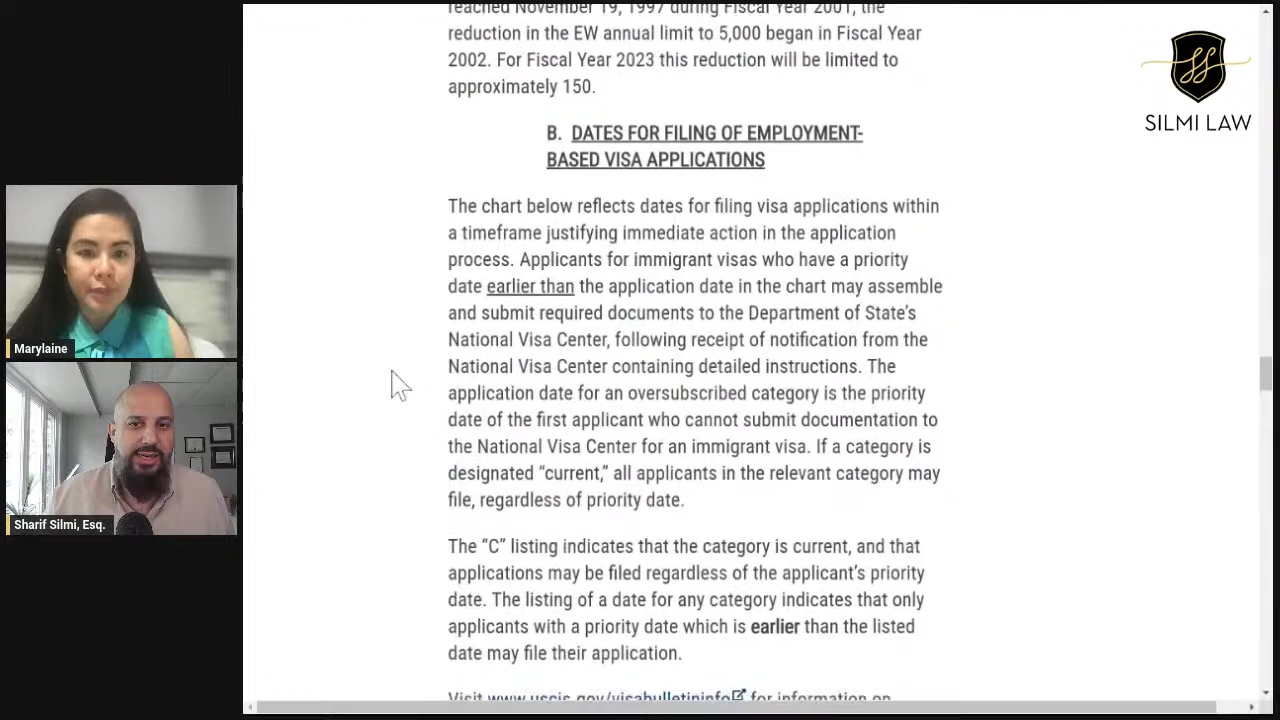 reached November 19, 1997 during Fiscal Year 2001, the
reduction in the EW annual limit to 5,000 began in Fiscal Year
2002. For Fiscal Year 2023 this reduction will be limited to
approximately 150.
B. DATES FOR FILING OF EMPLOYMENT-
BASED VISA APPLICATIONS
The chart below reflects dates for filing visa applications within
a timeframe justifying immediate action in the application
process. Applicants for immigrant visas who have a priority
date earlier than the application date in the chart may assemble
and submit required documents to the Department of State's
National Visa Center, following receipt of notification from the
National Visa Center containing detailed instructions. The
application date for an oversubscribed category is the priority
date of the first applicant who cannot submit documentation to
the National Visa Center for an immigrant visa. If a category is
designated “current,” all applicants in the relevant category may
file, regardless of priority date.
The “C” listing indicates that the category is current, and that
applications may be filed regardless of the applicant's priority
date. The listing of a date for any category indicates that only
applicants with a priority date which is earlier than the listed
date may file their application.
Visit www.uscis.gov/visabulletininfo for information on
SILMI LAW
Marylaine
Sharif Silmi, Esq.